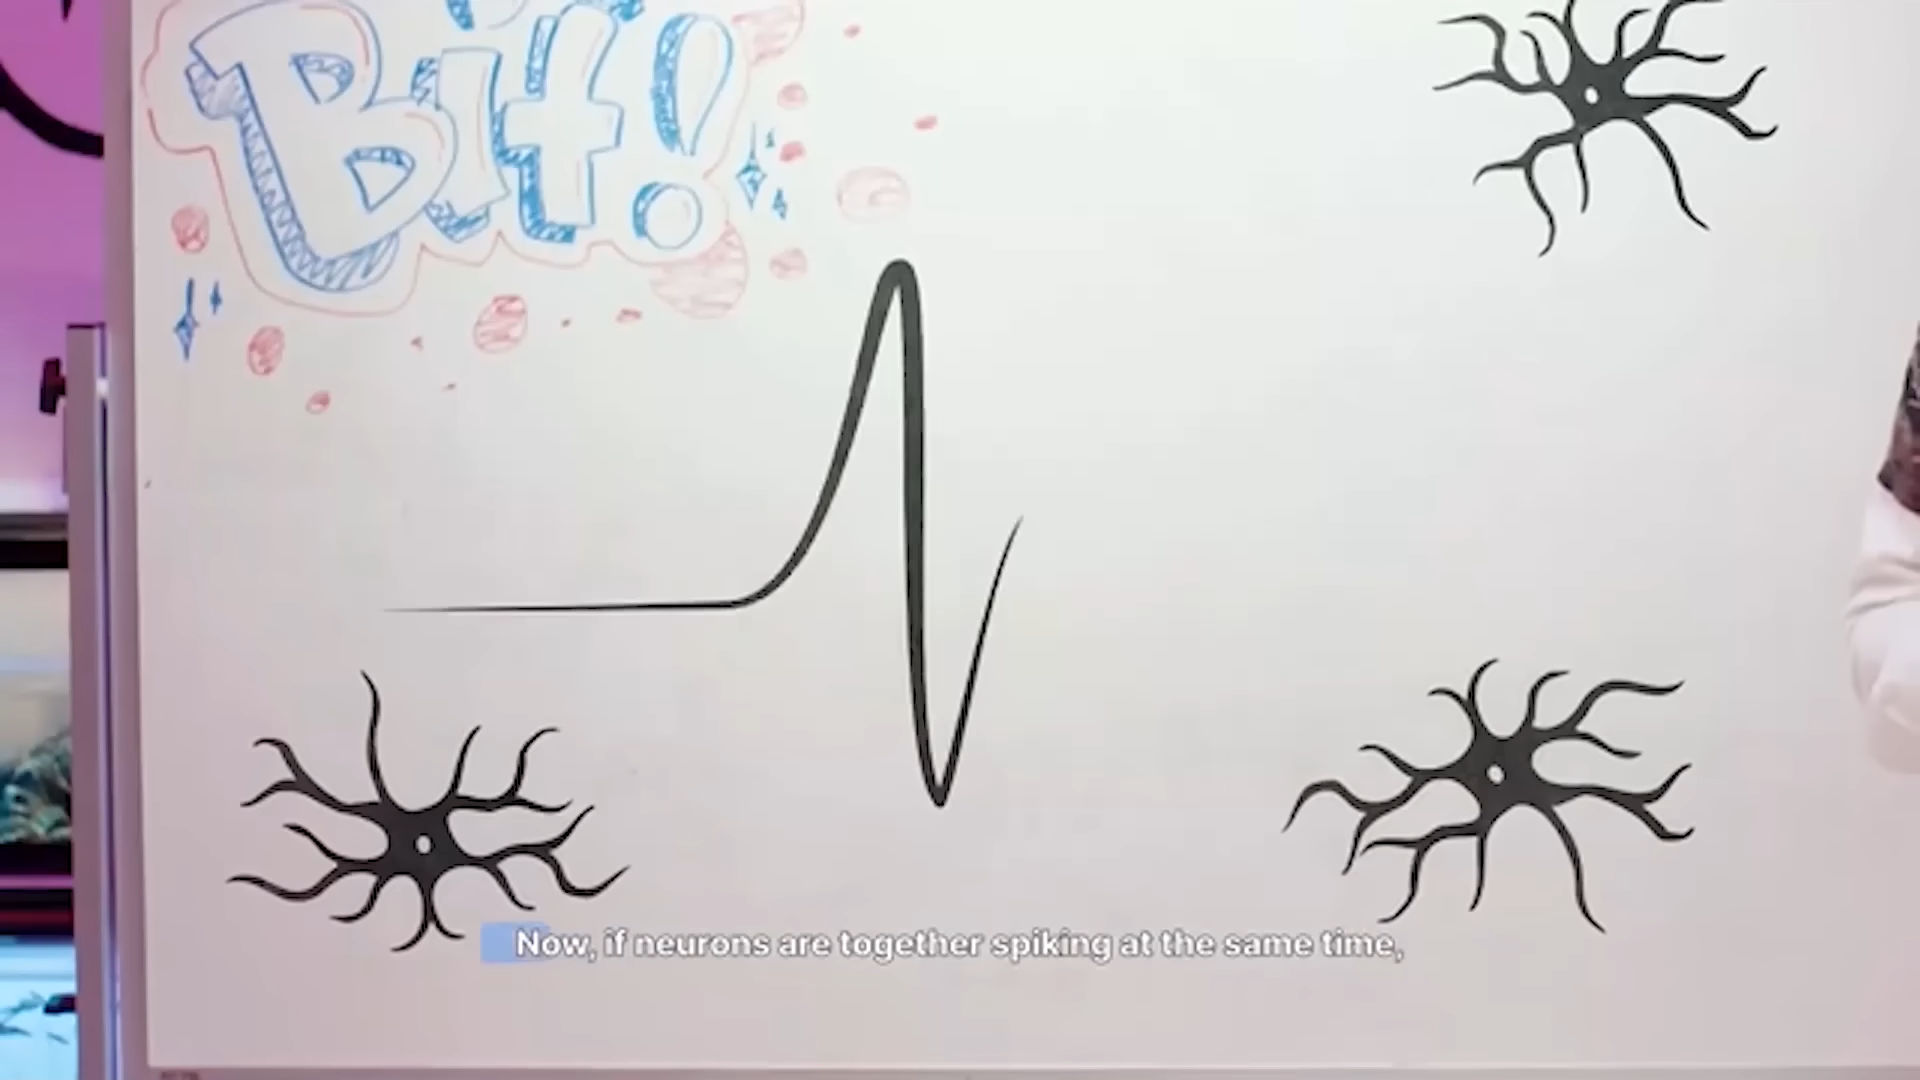 Bit!
Now, if neurons are together spiking at the same time,